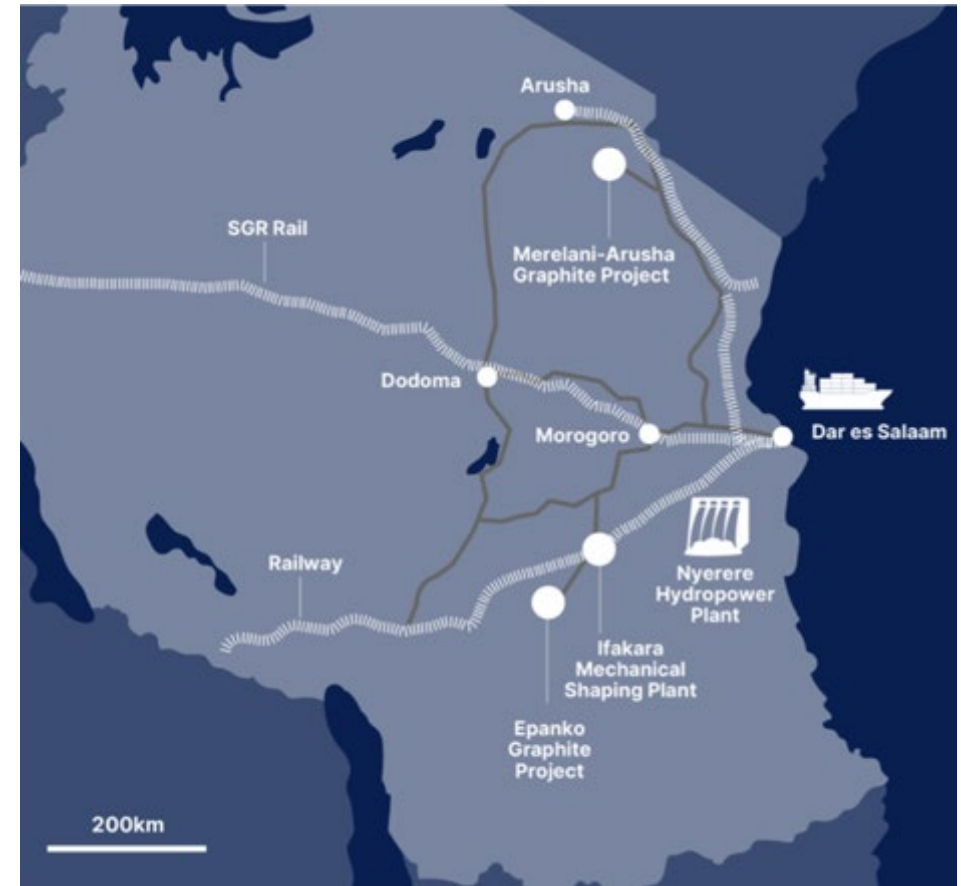 Arusha
SGR Rail
Merelani-Arusha
Graphite Project
Dodoma
Morogoro
Dar es Salaam
Railway
Nyerere
Hydropower
Plant
Ifakara
Mechanical
Shaping Plant
Epanko
Graphite
Project
200km